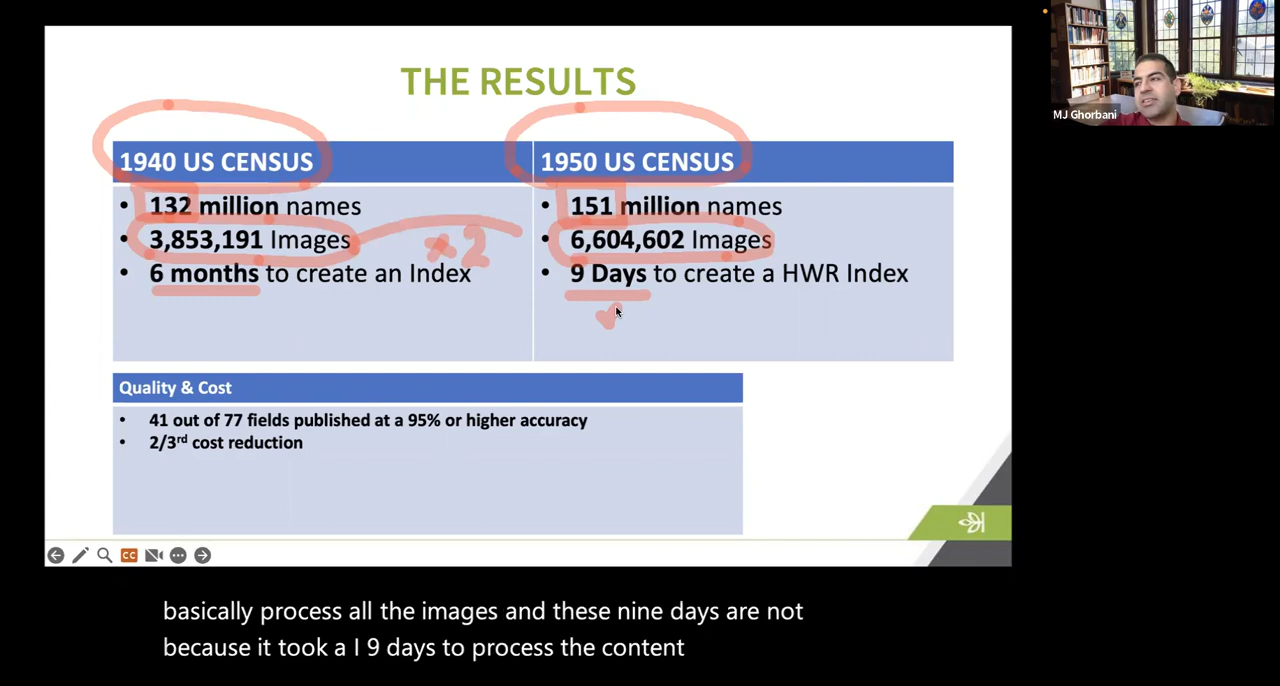 THE RESULTS
1940 US CENSUS
• 132 million names
• 3,853,191 Images
×2
• 6 months to create an Index
1950 US CENSUS
• 151 million names
• 6,604,602 Images
• 9 Days to create a HWR Index
Quality & Cost
• 41 out of 77 fields published at a 95% or higher accuracy
• 2/3rd cost reduction
CC
MJ Ghorbani
basically process all the images and these nine days are not
because it took a I 9 days to process the content